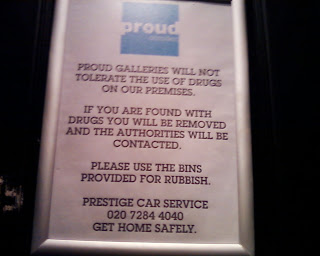 proud
PROUD GALLERIES WILL NOT
TOLERATE THE USE OF DRUGS
ON OUR PREMISES.
IF YOU ARE FOUND WITH
DRUGS YOU WILL BE REMOVED
AND THE AUTHORITIES WILL BE
CONTACTED.
PLEASE USE THE BINS
PROVIDED FOR RUBBISH.
PRESTIGE CAR SERVICE
020 7284 4040
GET HOME SAFELY.